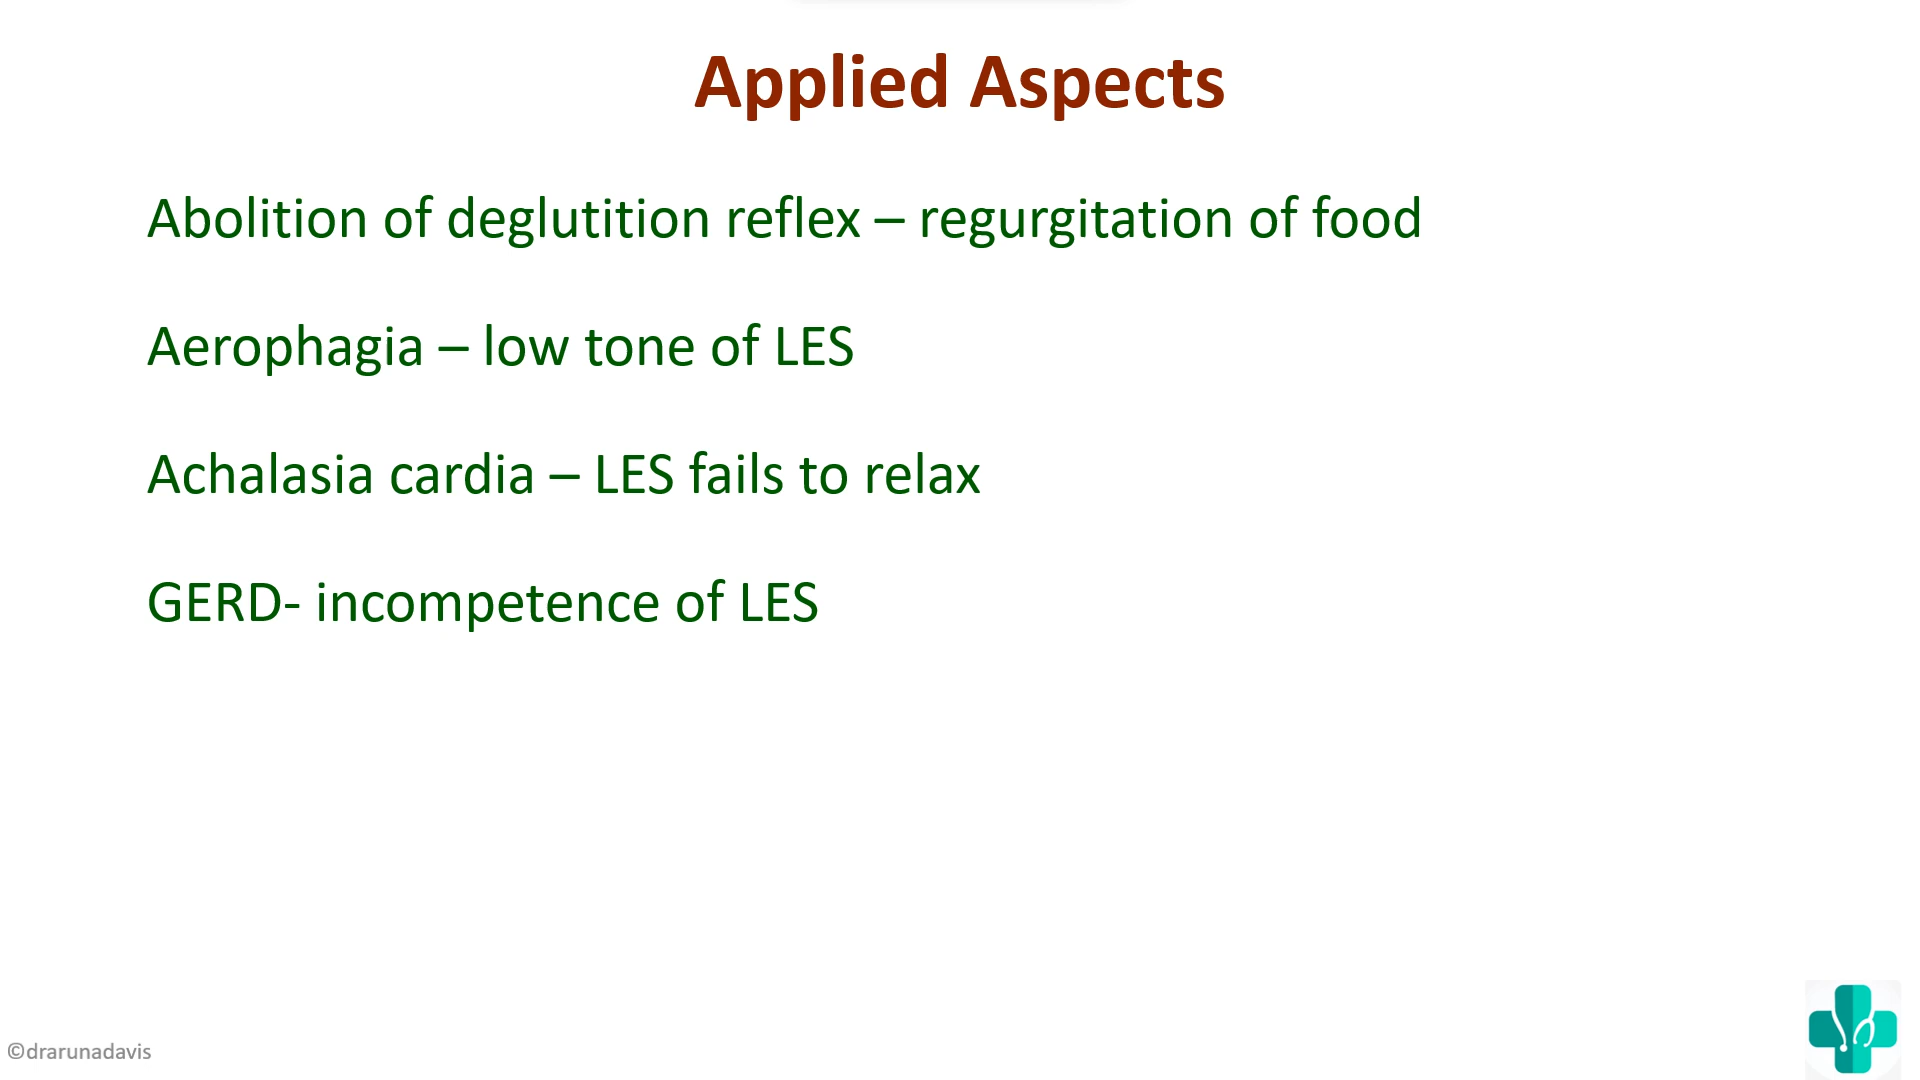 Applied Aspects
Abolition of deglutition reflex – regurgitation of food
Aerophagia – low tone of LES
Achalasia cardia – LES fails to relax
GERD- incompetence of LES
©drarunadavis